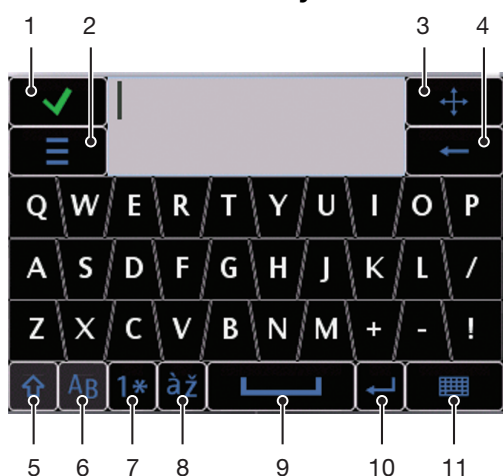 1 2 3 4
Q W E R T Y U I O P
A S D F G H J K L /
Z X C V B N M + - !
AB 1* àž
5 6 7 8 9 10 11